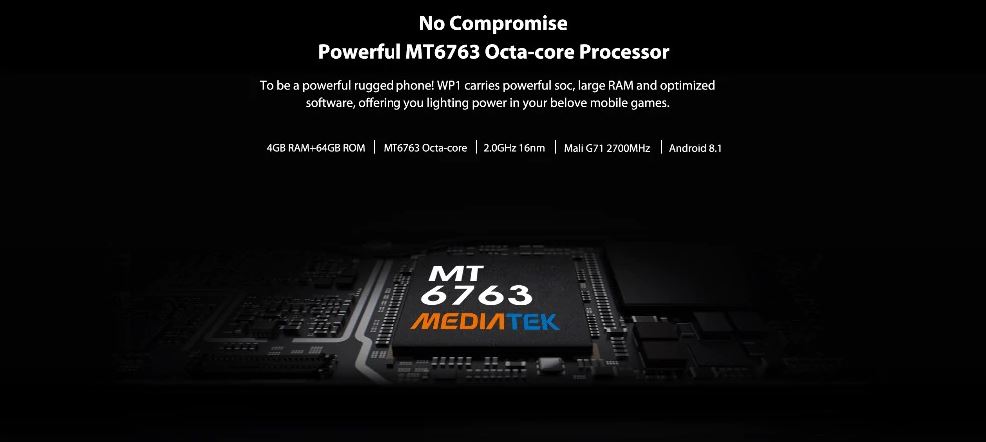 No Compromise
Powerful MT6763 Octa-core Processor
To be a powerful rugged phone! WP1 carries powerful soc, large RAM and optimized
software, offering you lighting power in your belove mobile games.
4GB RAM+64GB ROM | MT6763 Octa-core | 2.0GHz 16nm | Mali G71 2700MHz | Android 8.1
MT
6763
MEDIATEK